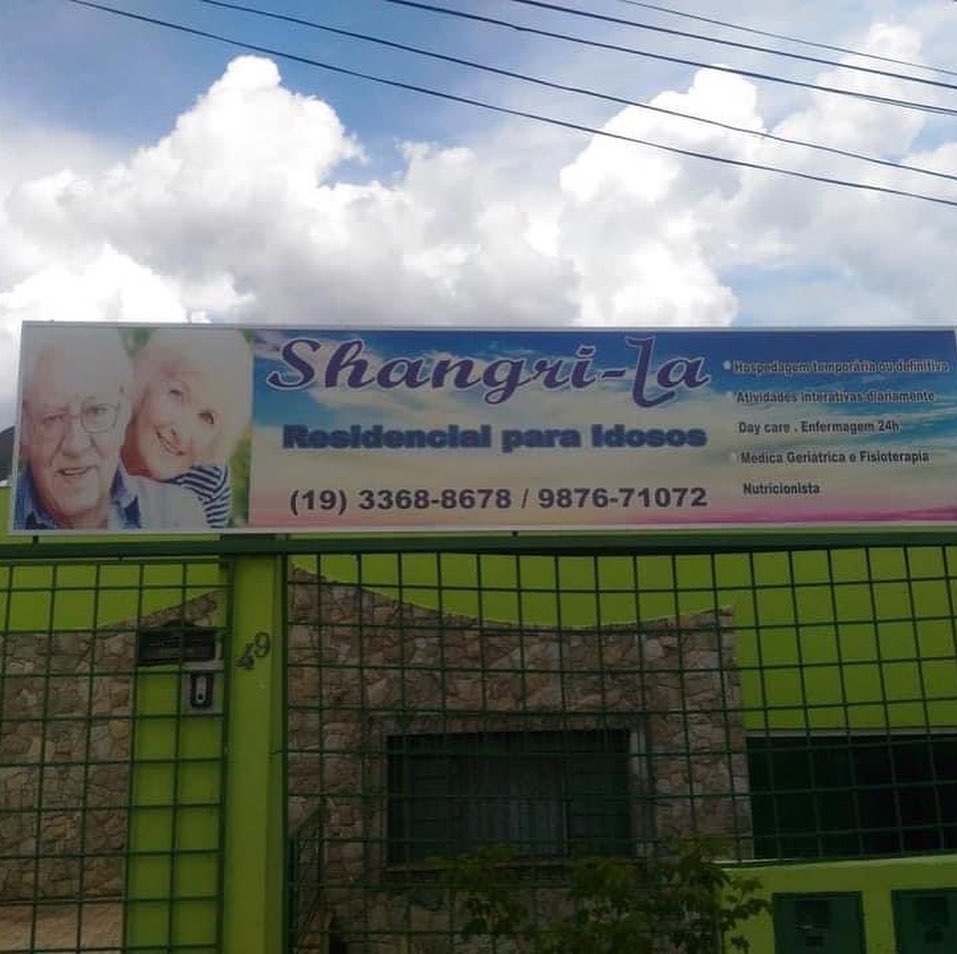 Shangri-la
Residencial para Idosos
(19) 3368-8678 / 9876-71072
Hospedagem temporária ou definitiva
Atividades interativas diariamente
Day care . Enfermagem 24h
Médica Geriátrica e Fisioterapia
Nutricionista
49